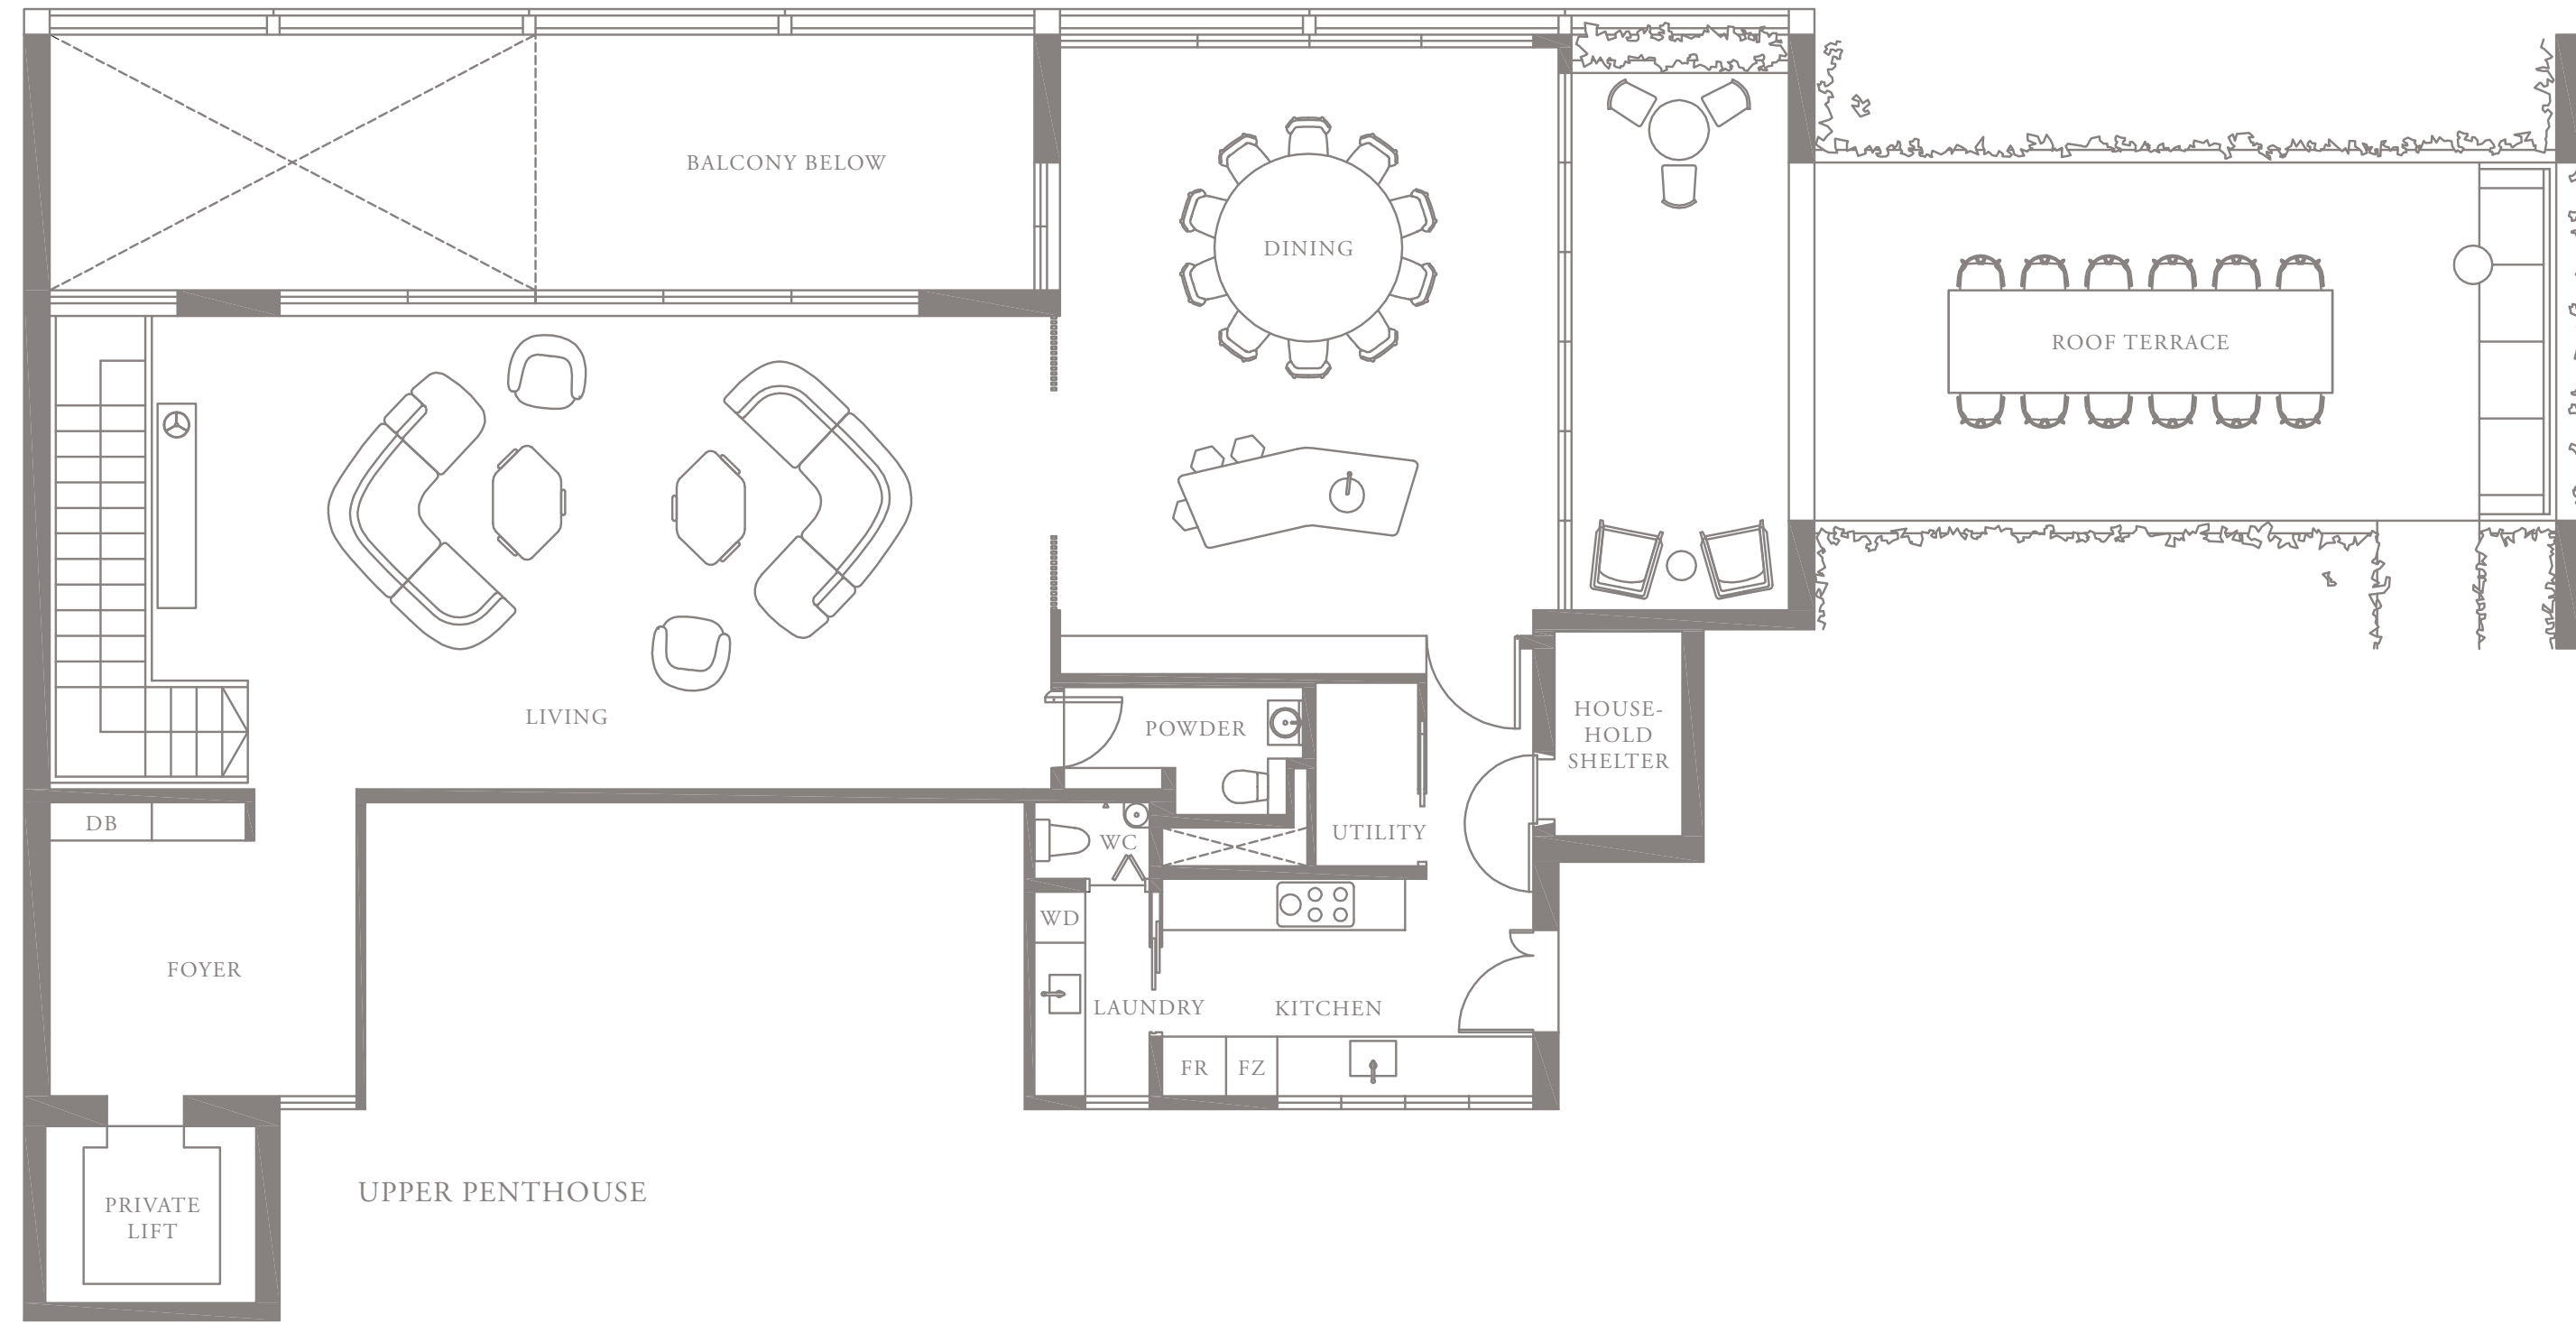 BALCONY BELOW
DINING
ROOF TERRACE
LIVING
POWDER
HOUSE-
HOLD
SHELTER
DB
WC
UTILITY
WD
FOYER
LAUNDRY
KITCHEN
FR
FZ
PRIVATE
LIFT
UPPER PENTHOUSE